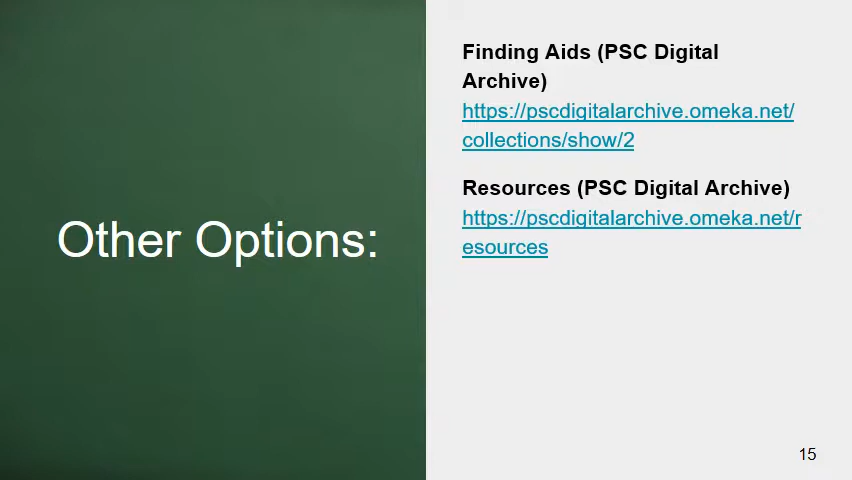 Other Options:
Finding Aids (PSC Digital
Archive)
https://pscdigitalarchive.omeka.net/
collections/show/2
Resources (PSC Digital Archive)
https://pscdigitalarchive.omeka.net/r
esources
15